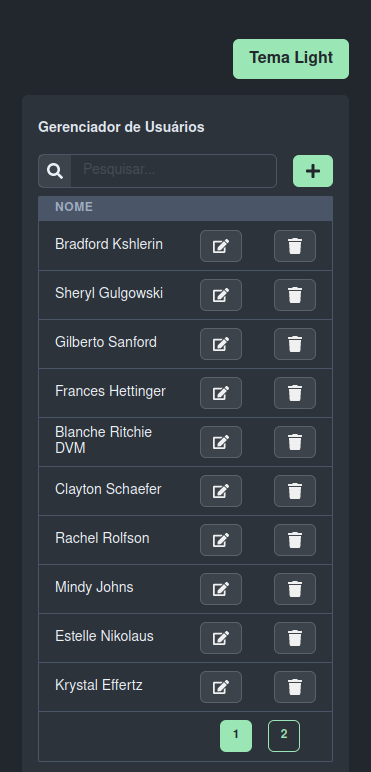 Tema Light
Gerenciador de Usuários
Pesquisar...
NOME
Bradford Kshlerin
Sheryl Gulgowski
Gilberto Sanford
Frances Hettinger
Blanche Ritchie
DVM
Clayton Schaefer
Rachel Rolfson
Mindy Johns
Estelle Nikolaus
Krystal Effertz
1 2